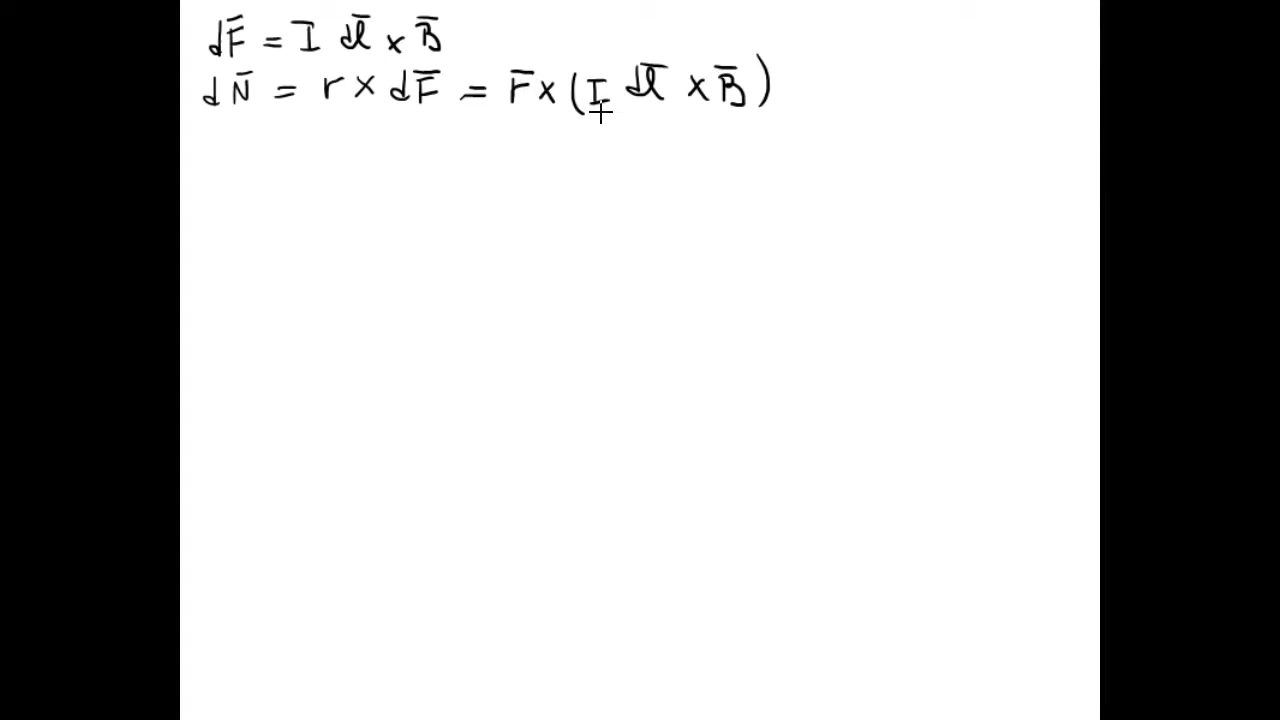 dF̄ = I dl̄ × B̄
dN̄ = r × dF̄ = r̄ × (I dl̄ × B̄)